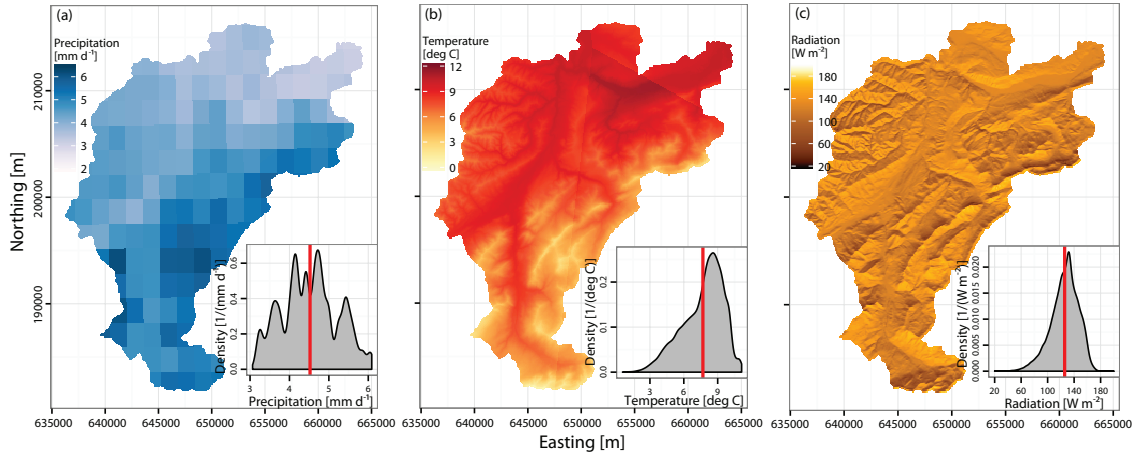 (a)
Precipitation
[mm d⁻¹]
6
5
4
3
2
Northing [m]
210000
200000
190000
Density [1/(mm d⁻¹)]
0.6
0.4
0.2
0.0
3 4 5 6
Precipitation [mm d⁻¹]
635000 640000 645000 650000 655000 660000 665000
(b)
Temperature
[deg C]
12
9
6
3
0
Density [1/(deg C)]
0.2
0.1
0.0
3 6 9
Temperature [deg C]
635000 640000 645000 650000 655000 660000 665000
(c)
Radiation
[W m⁻²]
180
140
100
60
20
Density [1/(W m⁻²)]
0.020
0.015
0.010
0.005
0.000
20 60 100 140 180
Radiation [W m⁻²]
635000 640000 645000 650000 655000 660000 665000
Easting [m]